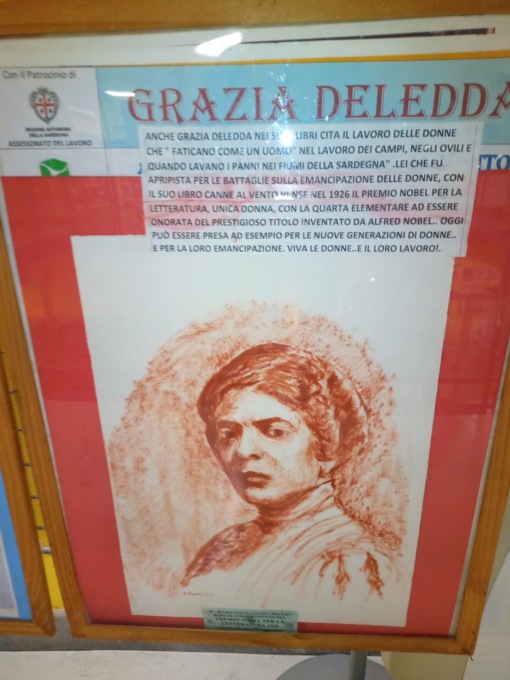 Con il Patrocinio di
REGIONE AUTONOMA
DELLA SARDEGNA
ASSESSORATO DEL LAVORO
GRAZIA DELEDDA
ANCHE GRAZIA DELEDDA NEI SUOI LIBRI CITA IL LAVORO DELLE DONNE
CHE " FATICANO COME UN UOMO" NEL LAVORO DEI CAMPI, NEGLI OVILI E
QUANDO LAVANO I PANNI NEI FIUMI DELLA SARDEGNA" .LEI CHE FU
APRIPISTA PER LE BATTAGLIE SULLA EMANCIPAZIONE DELLE DONNE, CON
IL SUO LIBRO CANNE AL VENTO VINSE NEL 1926 IL PREMIO NOBEL PER LA
LETTERATURA, UNICA DONNA, CON LA QUARTA ELEMENTARE AD ESSERE
ONORATA DEL PRESTIGIOSO TITOLO INVENTATO DA ALFRED NOBEL.. OGGI
PUÒ ESSERE PRESA AD ESEMPIO PER LE NUOVE GENERAZIONI DI DONNE..
E PER LA LORO EMANCIPAZIONE. VIVA LE DONNE..E IL LORO LAVORO!.
PREMIO NOBEL PER LA
LETTERATURA 1926